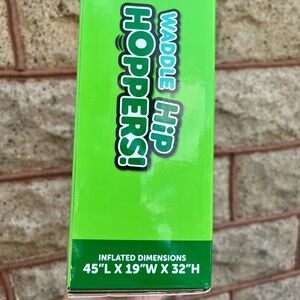 WADDLE HiP
HOPPERS!
INFLATED DIMENSIONS
45"L X 19"W X 32"H